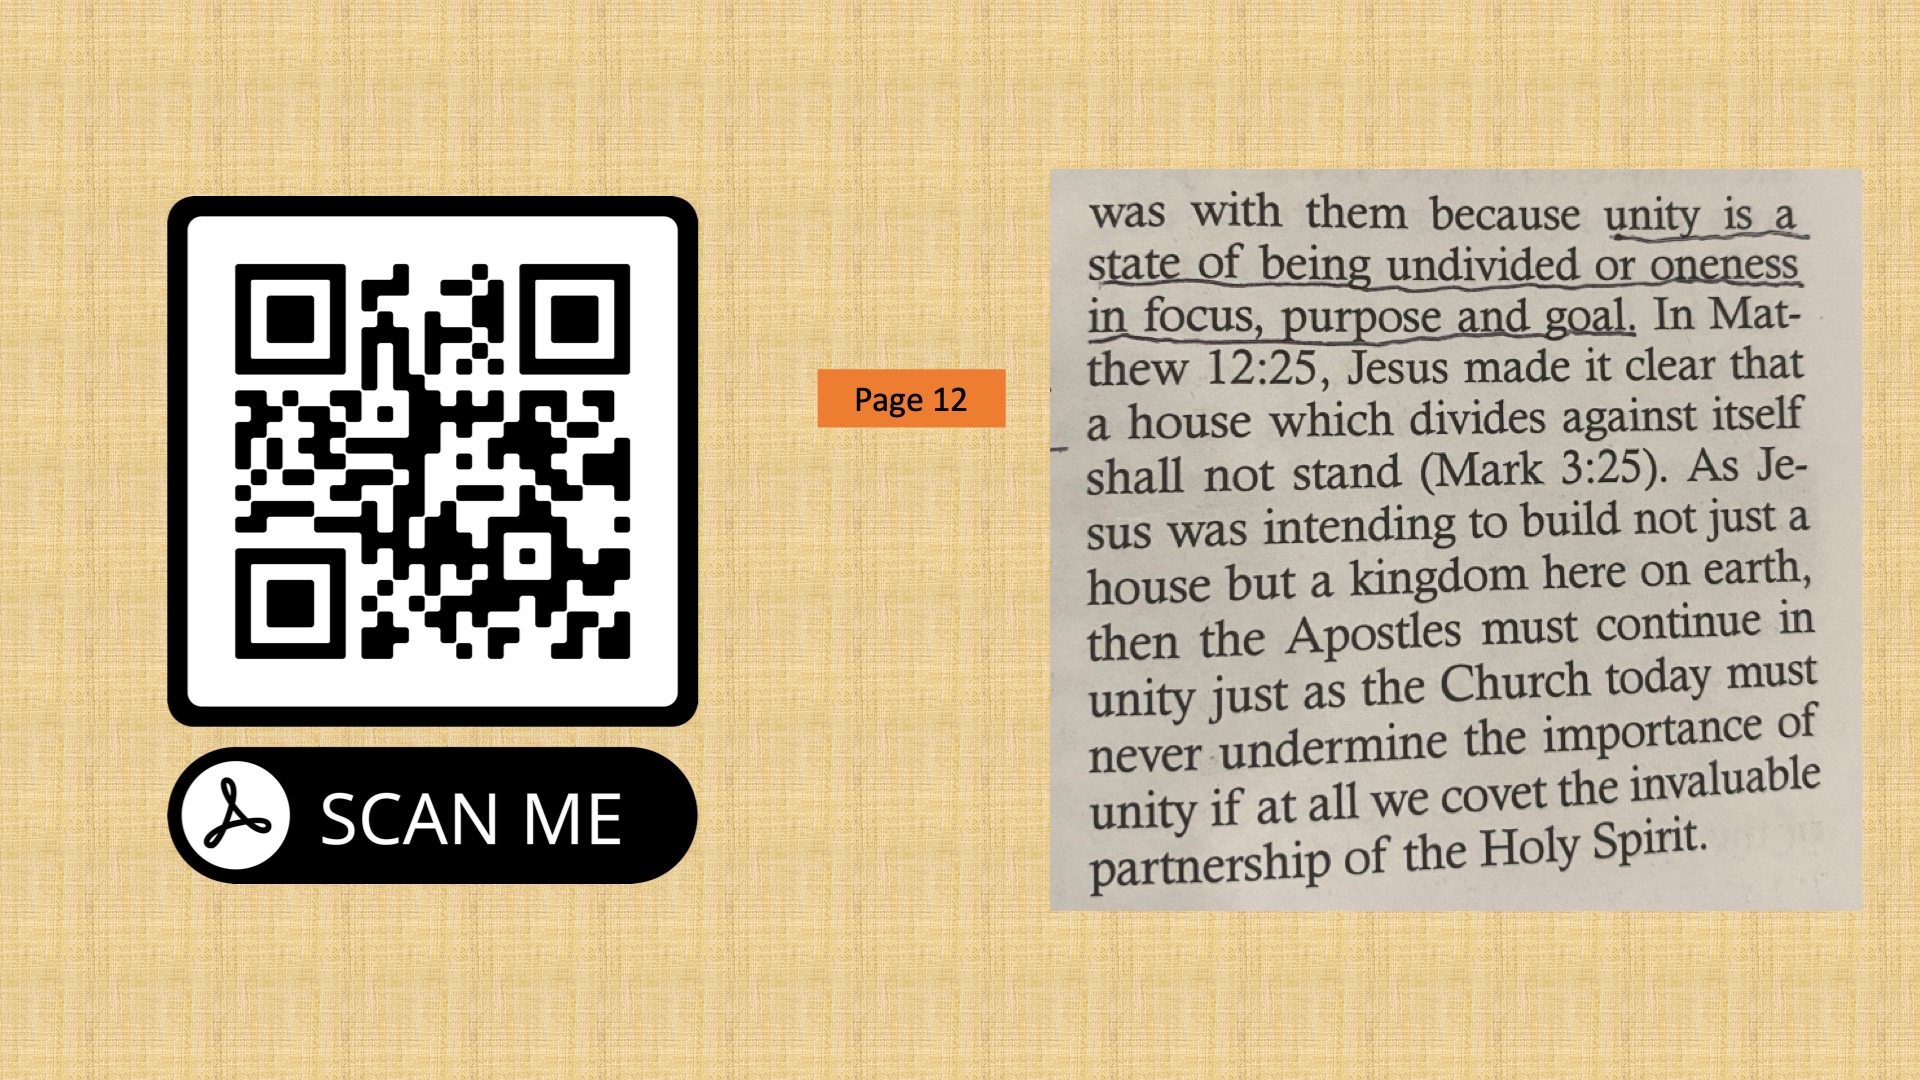 SCAN ME
Page 12
was with them because unity is a
state of being undivided or oneness
in focus, purpose and goal. In Mat-
thew 12:25, Jesus made it clear that
a house which divides against itself
shall not stand (Mark 3:25). As Je-
sus was intending to build not just a
house but a kingdom here on earth,
then the Apostles must continue in
unity just as the Church today must
never undermine the importance of
unity if at all we covet the invaluable
partnership of the Holy Spirit.